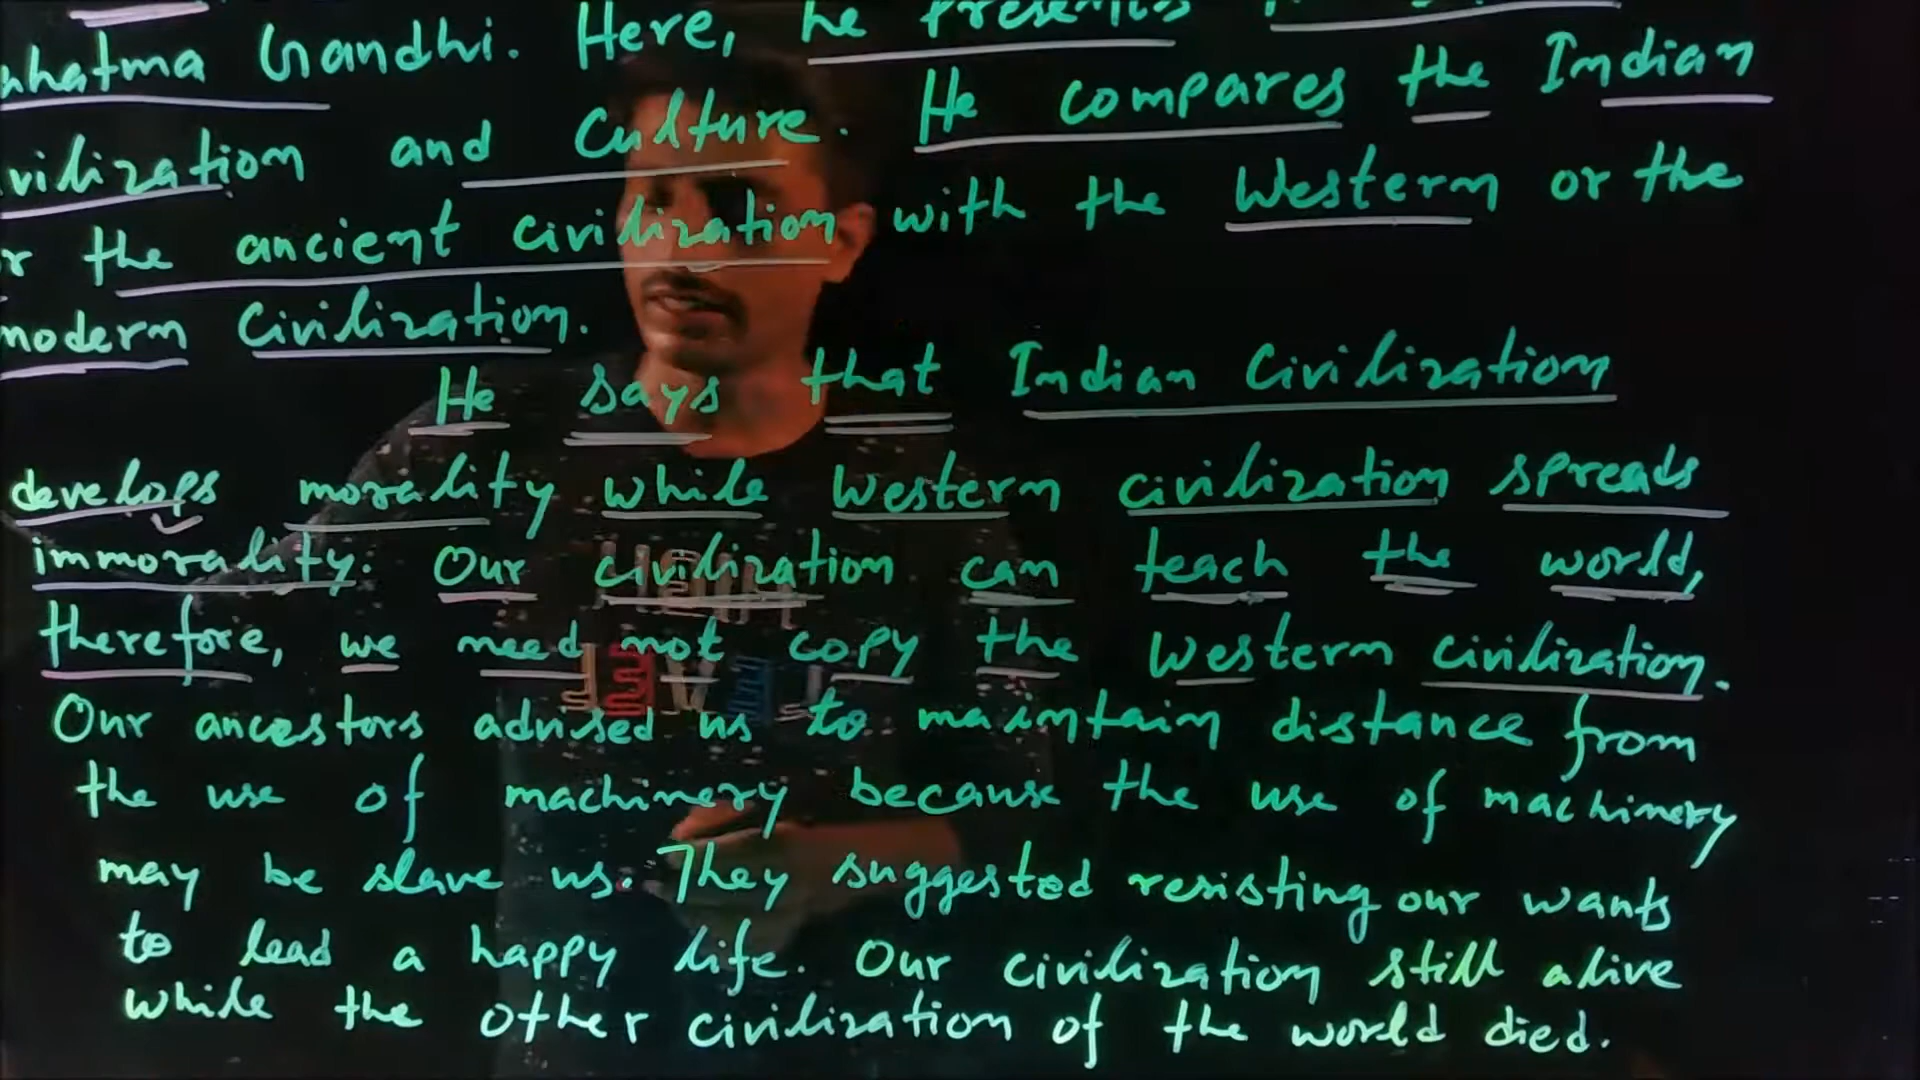 Gandhi. Here, he presents
and Culture. He compares the Indian
the ancient civilization with the Western or the
modern Civilization.
He says that Indian Civilization
develops morality while Western civilization spreads
immorality. Our civilization can teach the world,
therefore, we need not copy the Western civilization.
Our ancestors advised us to maintain distance from
the use of machinery because the use of machinery
may be slave us. They suggested resisting our wants
to lead a happy life. Our civilization still alive
while the other civilization of the world died.